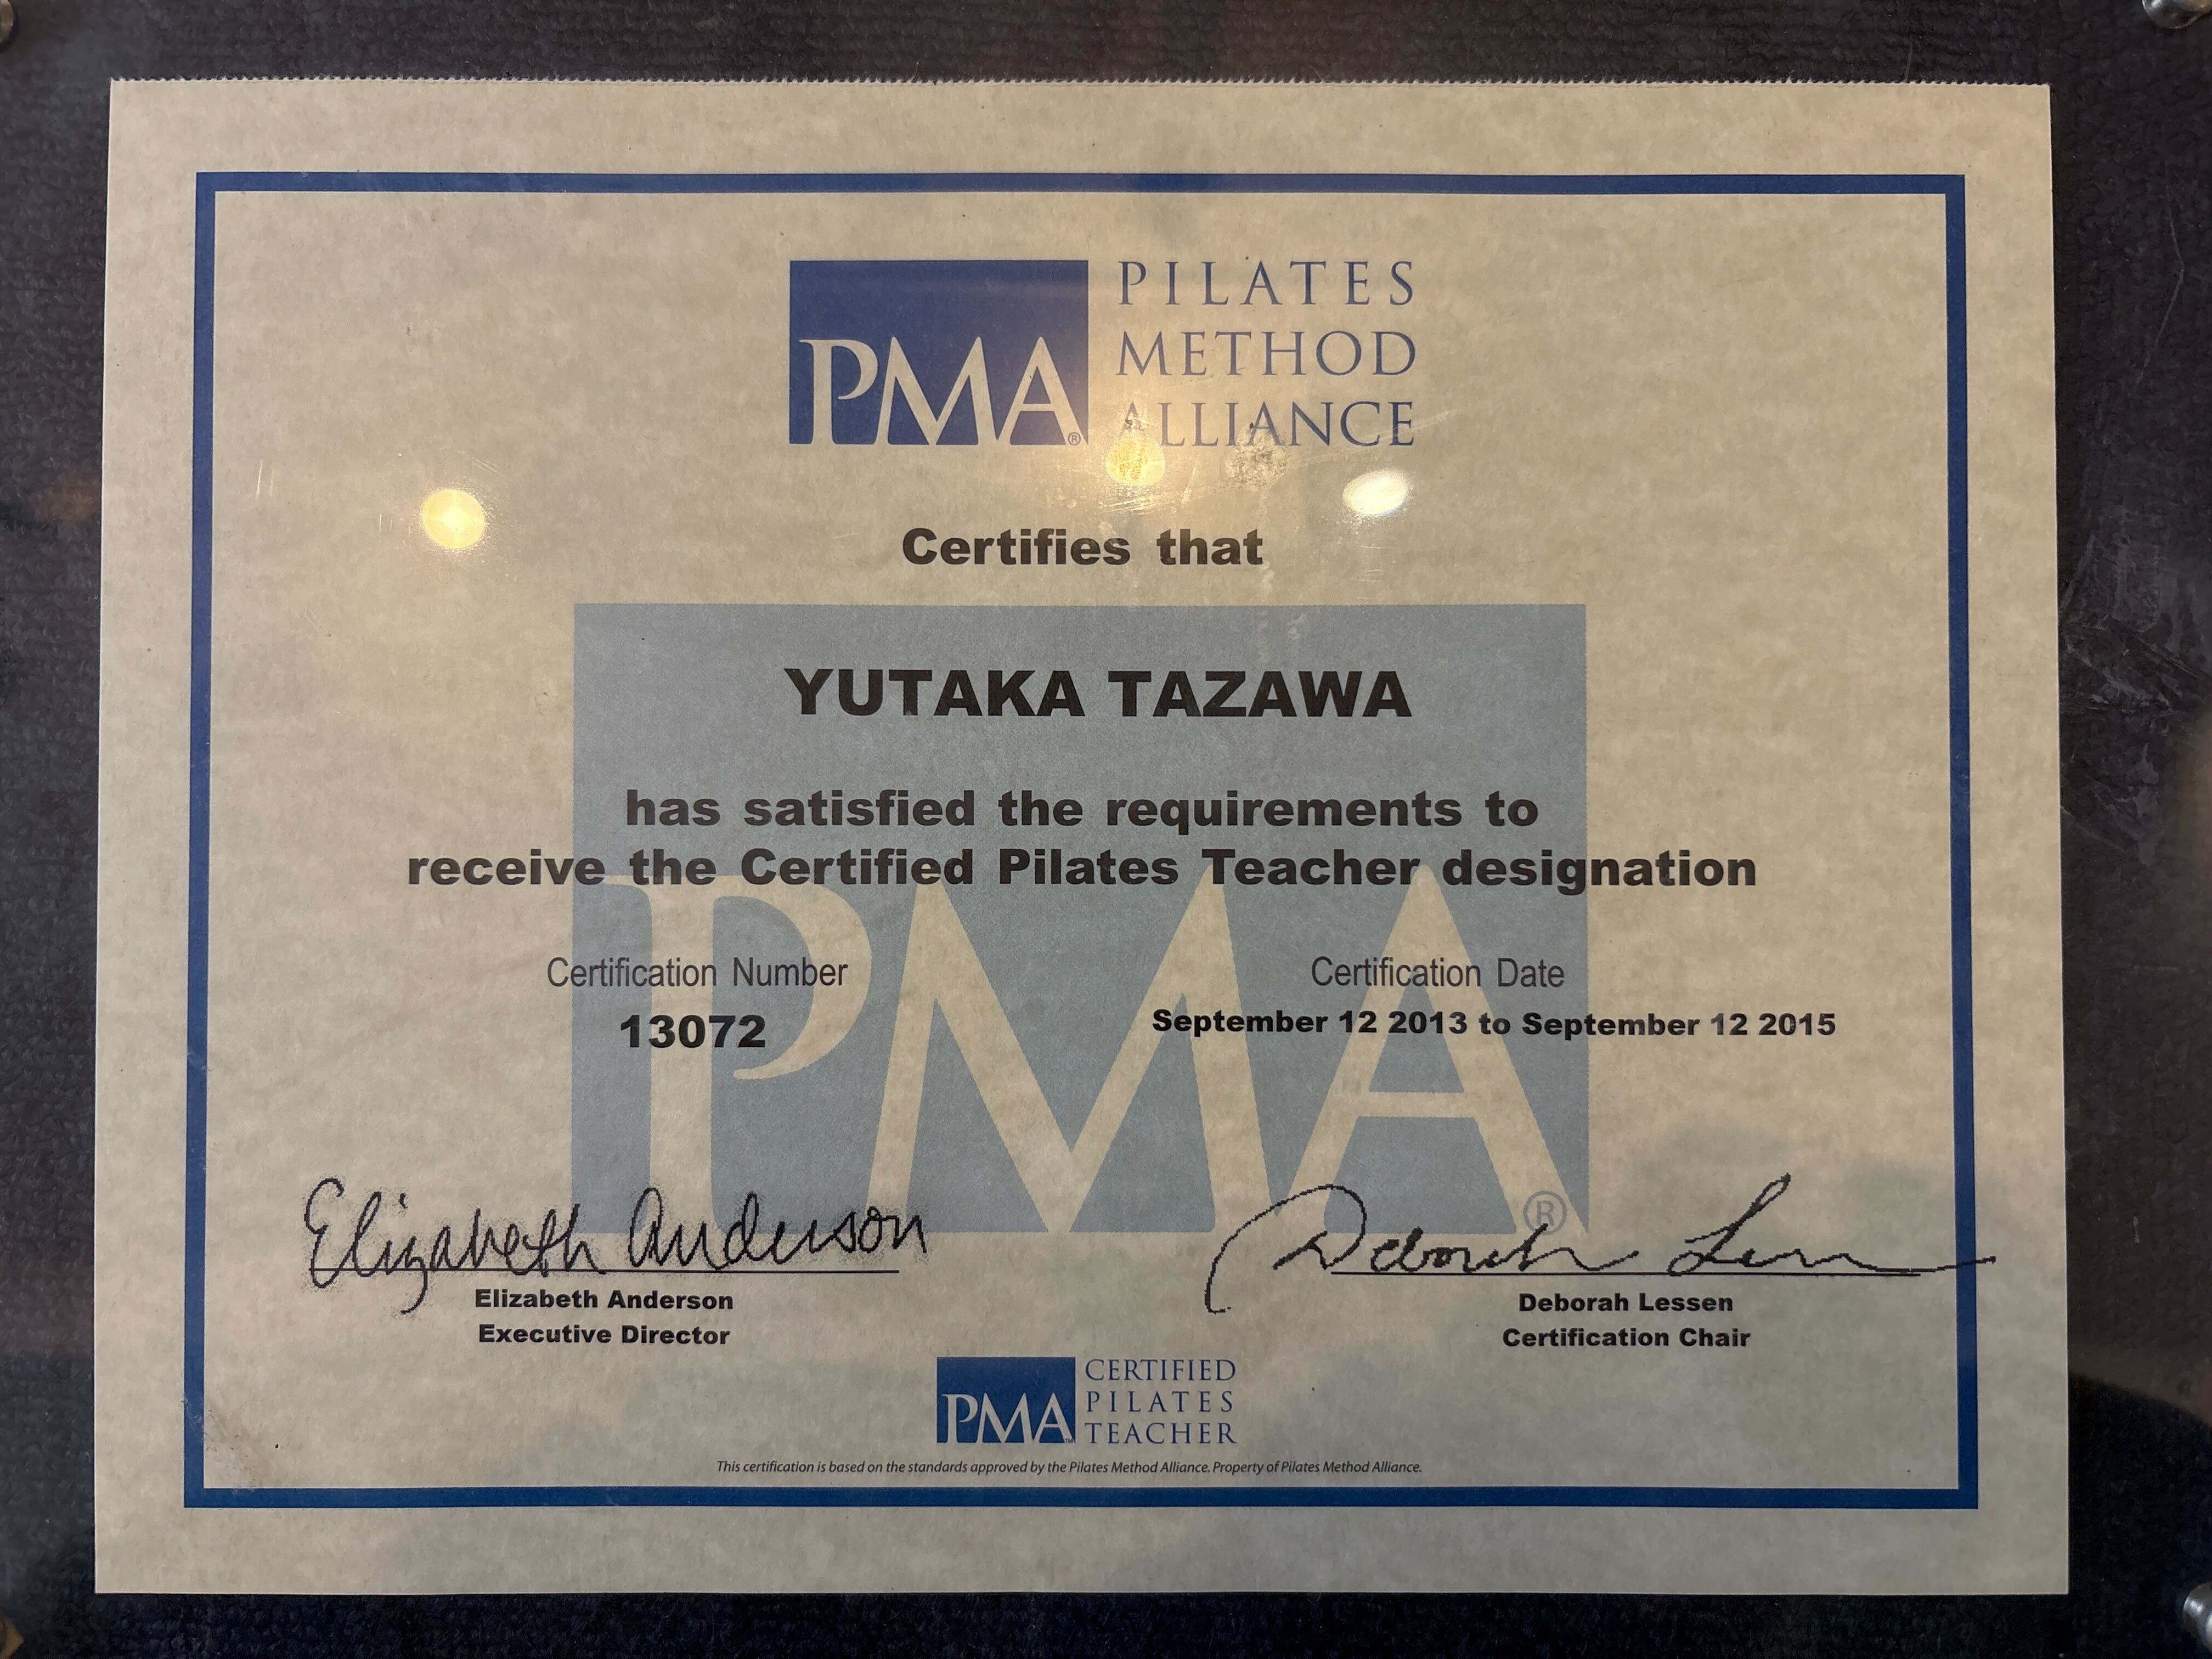 PMA®
PILATES
METHOD
ALLIANCE
Certifies that
YUTAKA TAZAWA
has satisfied the requirements to
receive the Certified Pilates Teacher designation
Certification Number
13072
Certification Date
September 12 2013 to September 12 2015
PMA®
Elizabeth Anderson
Elizabeth Anderson
Executive Director
Deborah Lessen
Deborah Lessen
Certification Chair
PMA™
CERTIFIED
PILATES
TEACHER
This certification is based on the standards approved by the Pilates Method Alliance. Property of Pilates Method Alliance.